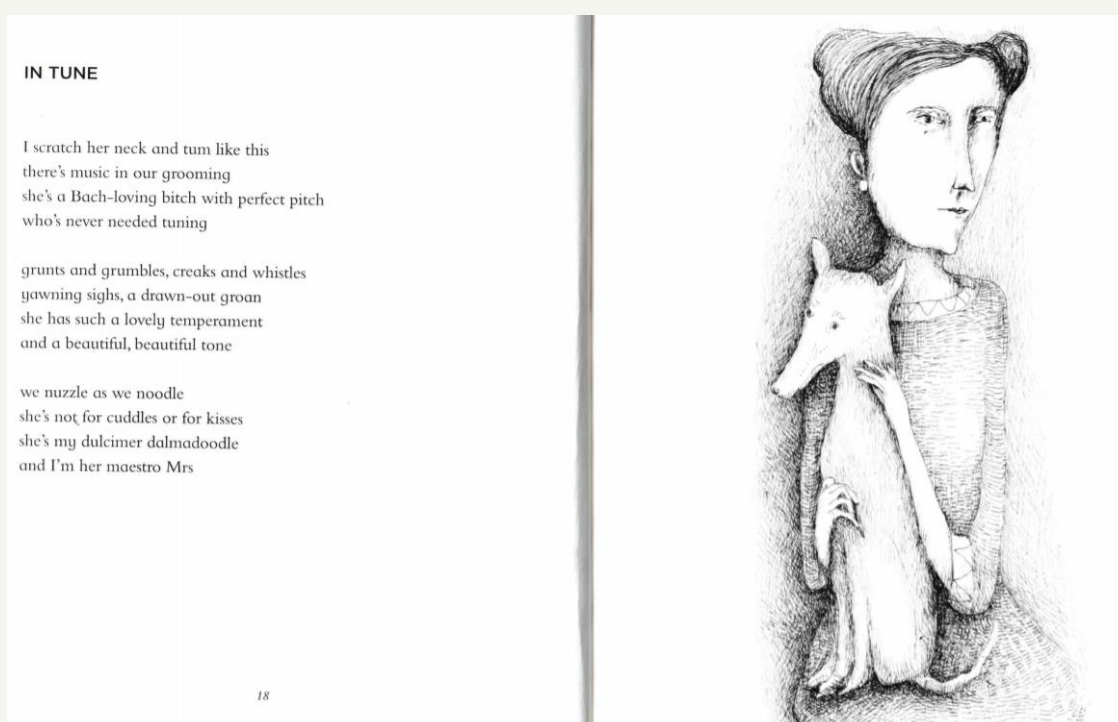 IN TUNE
I scratch her neck and tum like this
there's music in our grooming
she's a Bach-loving bitch with perfect pitch
who's never needed tuning
grunts and grumbles, creaks and whistles
yawning sighs, a drawn-out groan
she has such a lovely temperament
and a beautiful, beautiful tone
we nuzzle as we noodle
she's not for cuddles or for kisses
she's my dulcimer dalmadoodle
and I'm her maestro Mrs
18